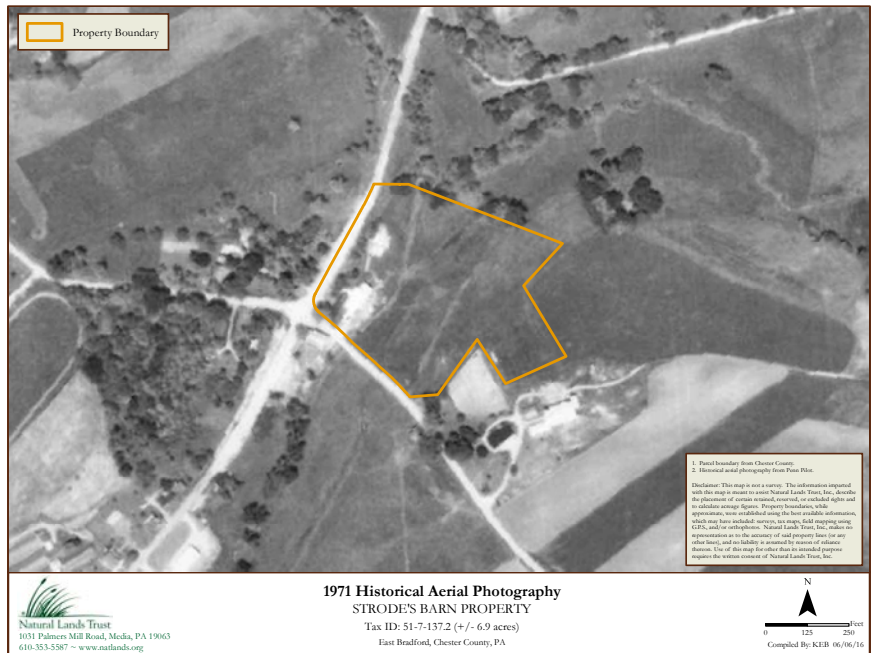 Property Boundary
1. Parcel boundary from Chester County.
2. Historical aerial photography from Penn Pilot.
Disclaimer: This map is not a survey. The information imparted
with this map is meant to assist Natural Lands Trust, Inc., describe
the placement of certain retained, reserved, or excluded rights and
to calculate acreage figures. Property boundaries, while
approximate, were established using the best available information,
which may have included: surveys, tax maps, field mapping using
G.P.S., and/or orthophotos. Natural Lands Trust, Inc., makes no
representation as to the accuracy of said property lines (or any
other lines), and no liability is assumed by reason of reliance
thereon. Use of this map for other than its intended purpose
requires the written consent of Natural Lands Trust, Inc.
Natural Lands Trust
1031 Palmers Mill Road, Media, PA 19063
610-353-5587 ~ www.natlands.org
1971 Historical Aerial Photography
STRODE'S BARN PROPERTY
Tax ID: 51-7-137.2 (+/- 6.9 acres)
East Bradford, Chester County, PA
N
Feet
0 125 250
Compiled By: KEB 06/06/16